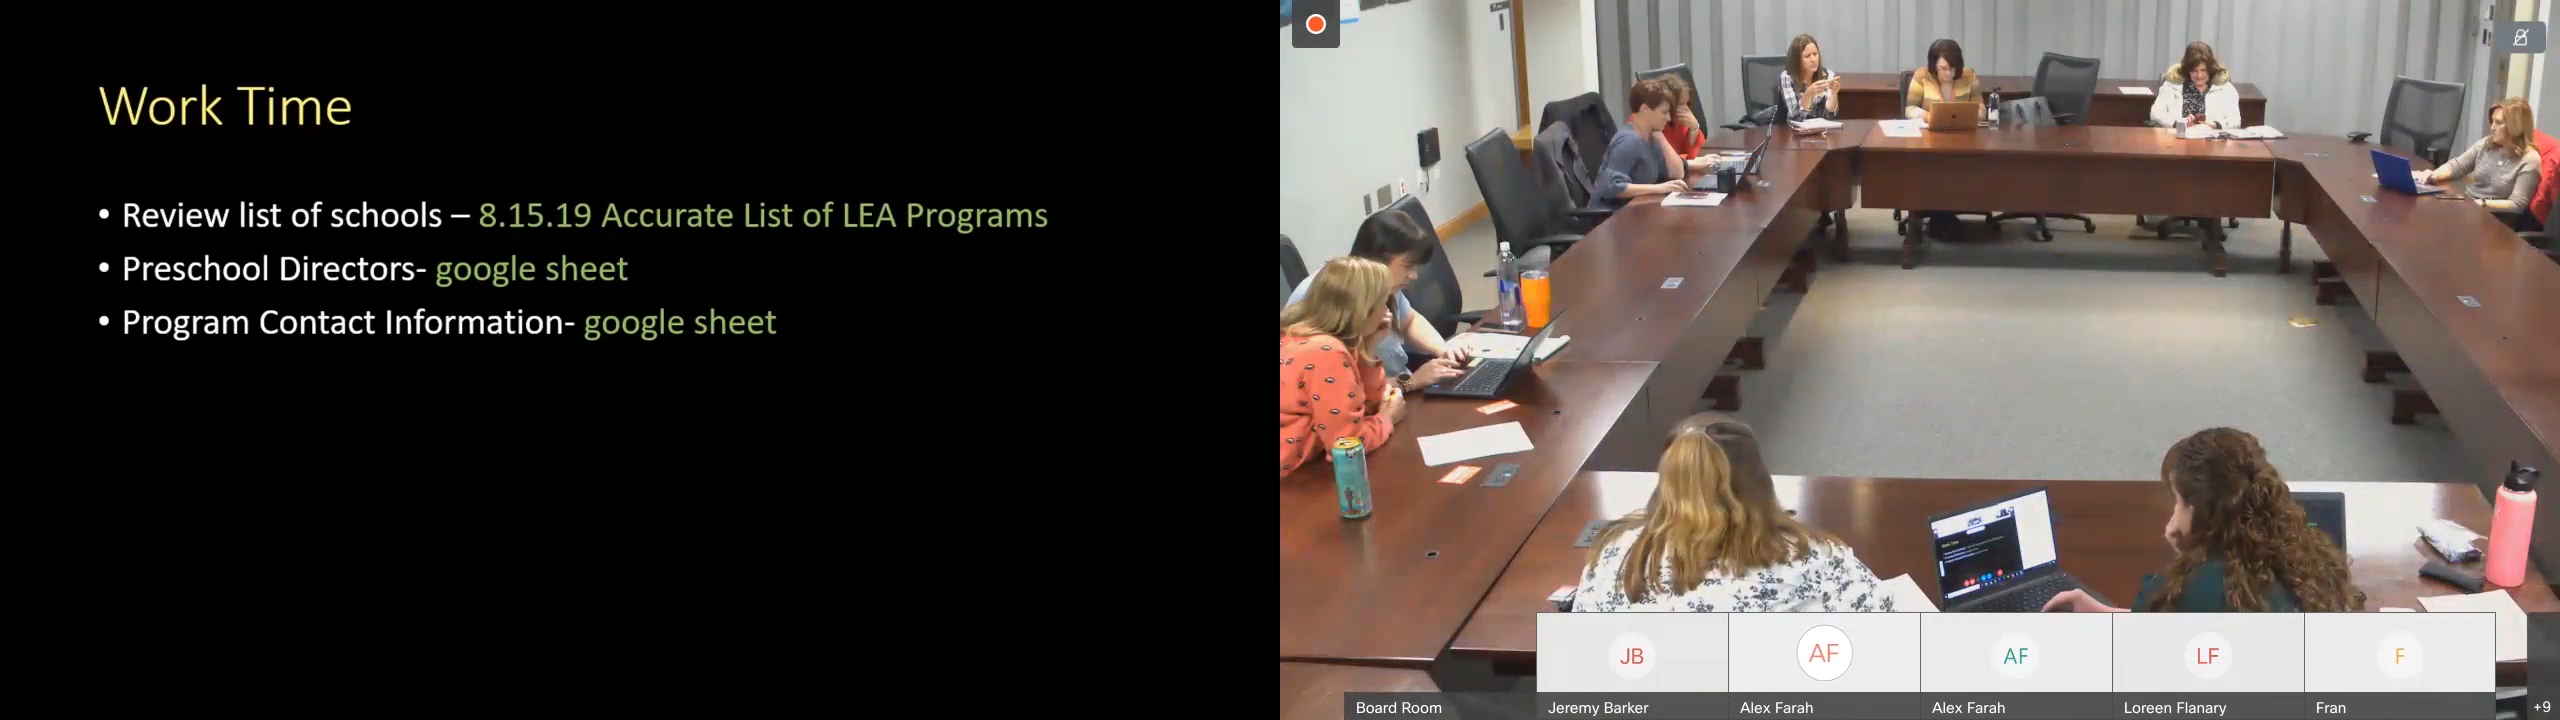 Work Time
• Review list of schools – 8.15.19 Accurate List of LEA Programs
• Preschool Directors- google sheet
• Program Contact Information- google sheet
JB
AF
AF
LF
F
Board Room
Jeremy Barker
Alex Farah
Alex Farah
Loreen Flanary
Fran
+9